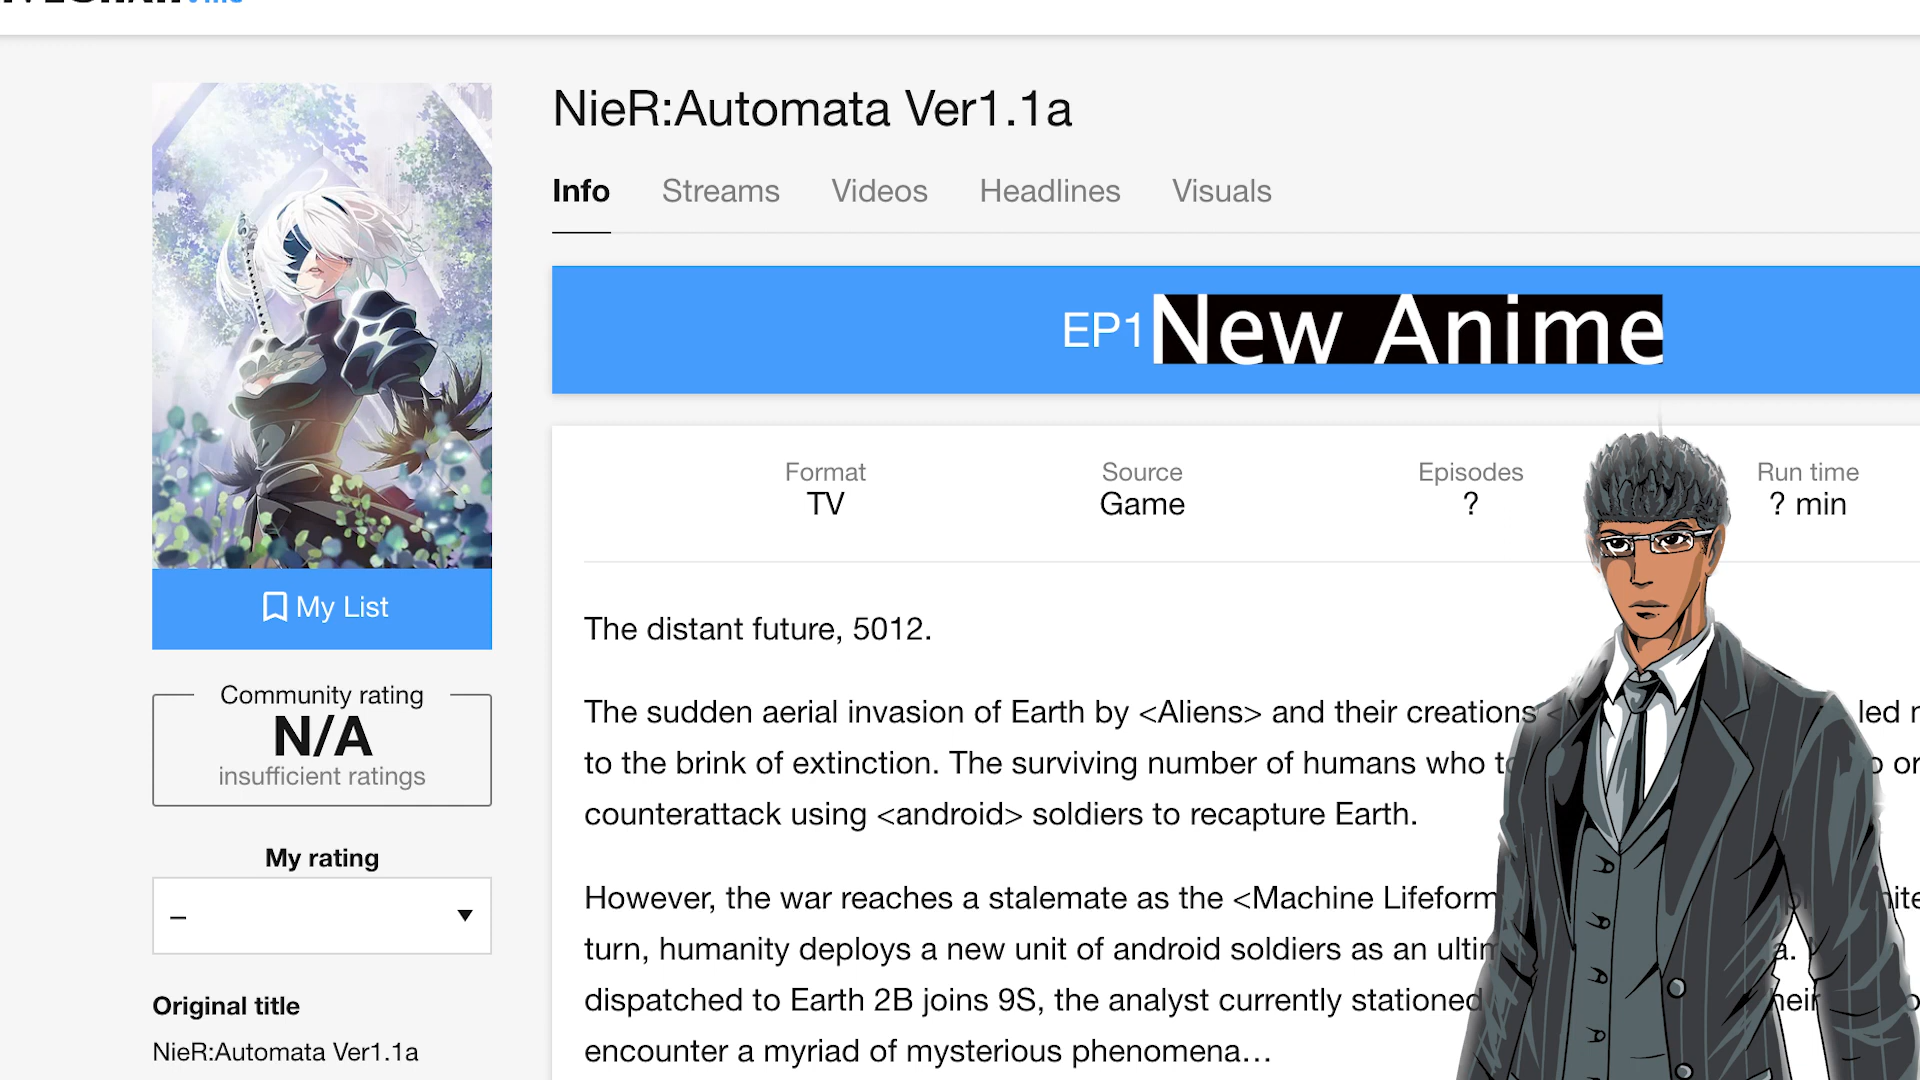 NieR:Automata Ver1.1a
Info Streams Videos Headlines Visuals
EP1 New Anime
Format Source Episodes Run time
TV Game ? ? min
My List
The distant future, 5012.
Community rating
N/A
insufficient ratings
The sudden aerial invasion of Earth by <Aliens> and their creations led
to the brink of extinction. The surviving number of humans who
counterattack using <android> soldiers to recapture Earth.
My rating
–
However, the war reaches a stalemate as the <Machine Lifeform
turn, humanity deploys a new unit of android soldiers as an
dispatched to Earth 2B joins 9S, the analyst currently stationed
encounter a myriad of mysterious phenomena…
Original title
NieR:Automata Ver1.1a